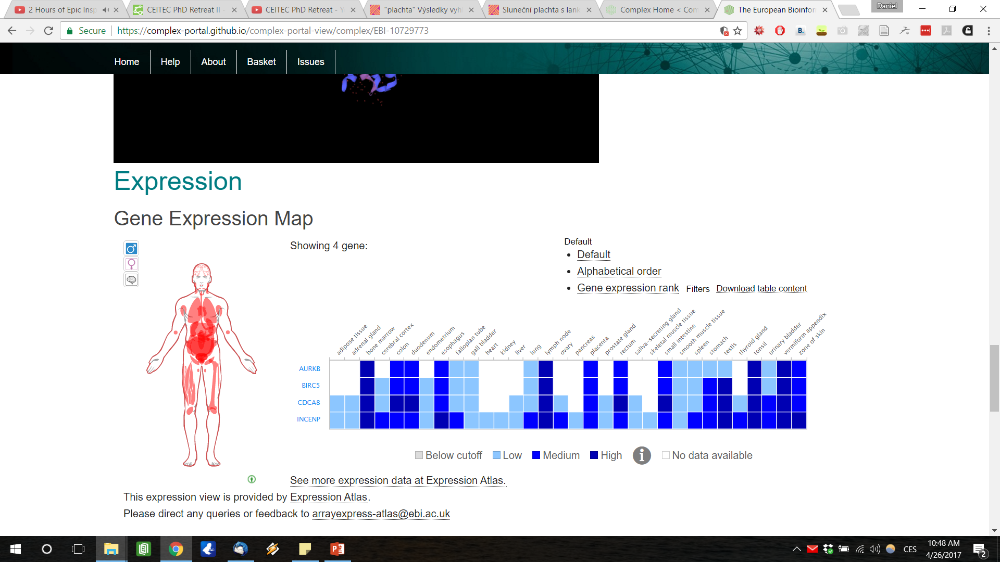 Daniel
2 Hours of Epic Insp
CEITEC PhD Retreat II -
CEITEC PhD Retreat - Y
"plachta" Výsledky vyhl
Sluneční plachta s lank
Complex Home < Com
The European Bioinfor
Secure https://complex-portal.github.io/complex-portal-view/complex/EBI-10729773
Home Help About Basket Issues
Expression
Gene Expression Map
Showing 4 gene:
Default
Default
Alphabetical order
Gene expression rank Filters Download table content
adipose tissue
adrenal gland
bone marrow
cerebral cortex
colon
duodenum
endometrium
esophagus
fallopian tube
gall bladder
heart
kidney
liver
lung
lymph node
ovary
pancreas
placenta
prostate gland
rectum
saliva-secreting gland
skeletal muscle tissue
small intestine
smooth muscle tissue
spleen
stomach
testis
thyroid gland
tonsil
urinary bladder
vermiform appendix
zone of skin
AURKB
BIRC5
CDCA8
INCENP
Below cutoff Low Medium High i No data available
See more expression data at Expression Atlas.
This expression view is provided by Expression Atlas.
Please direct any queries or feedback to arrayexpress-atlas@ebi.ac.uk
CES
10:48 AM
4/26/2017
2